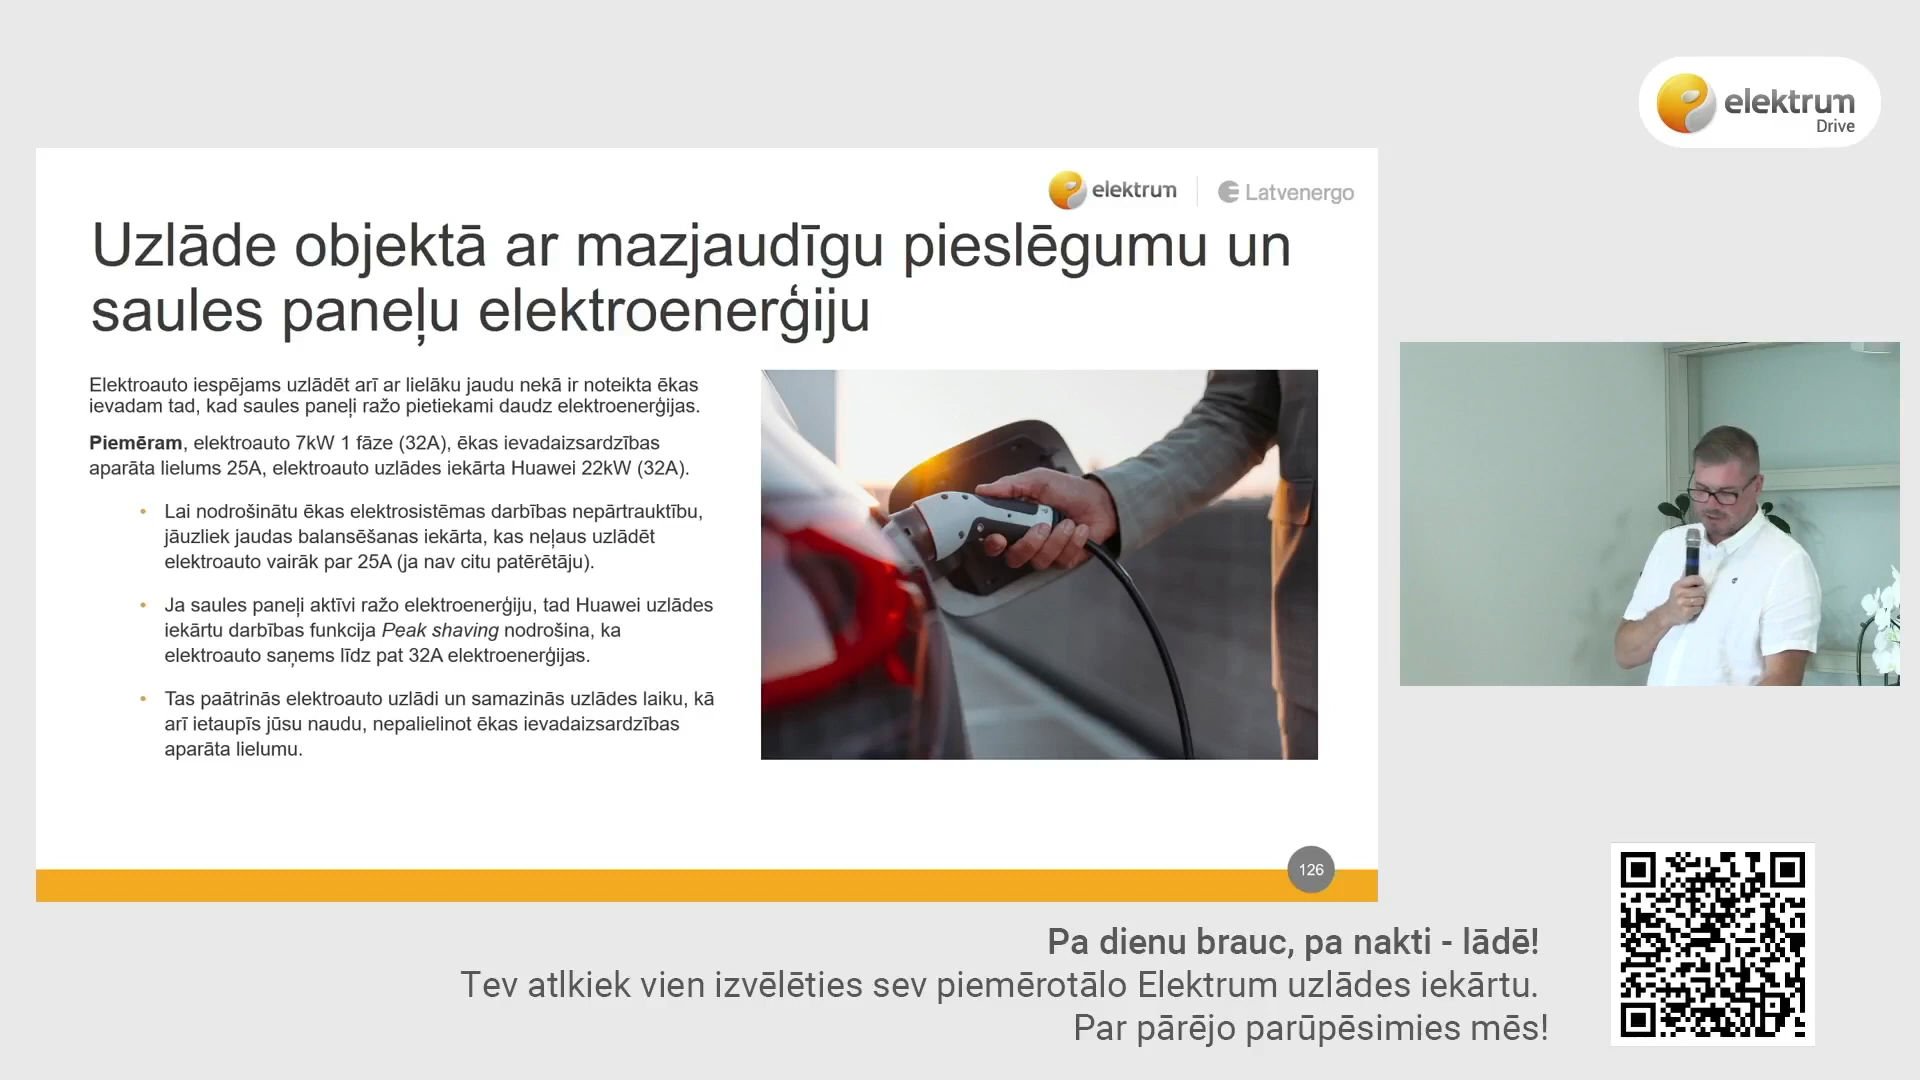 elektrum
Drive
elektrum
Latvenergo
Uzlāde objektā ar mazjaudīgu pieslēgumu un
saules paneļu elektroenerģiju
Elektroauto iespējams uzlādēt arī ar lielāku jaudu nekā ir noteikta ēkas
ievadam tad, kad saules paneļi ražo pietiekami daudz elektroenerģijas.
Piemēram, elektroauto 7kW 1 fāze (32A), ēkas ievadaizsardzības
aparāta lielums 25A, elektroauto uzlādes iekārta Huawei 22kW (32A).
• Lai nodrošinātu ēkas elektrosistēmas darbības nepārtrauktību,
jāuzliek jaudas balansēšanas iekārta, kas neļaus uzlādēt
elektroauto vairāk par 25A (ja nav citu patērētāju).
• Ja saules paneļi aktīvi ražo elektroenerģiju, tad Huawei uzlādes
iekārtu darbības funkcija Peak shaving nodrošina, ka
elektroauto saņems līdz pat 32A elektroenerģijas.
• Tas paātrinās elektroauto uzlādi un samazinās uzlādes laiku, kā
arī ietaupīs jūsu naudu, nepalielinot ēkas ievadaizsardzības
aparāta lielumu.
126
Pa dienu brauc, pa nakti - lādē!
Tev atlkiek vien izvēlēties sev piemērotālo Elektrum uzlādes iekārtu.
Par pārējo parūpēsimies mēs!